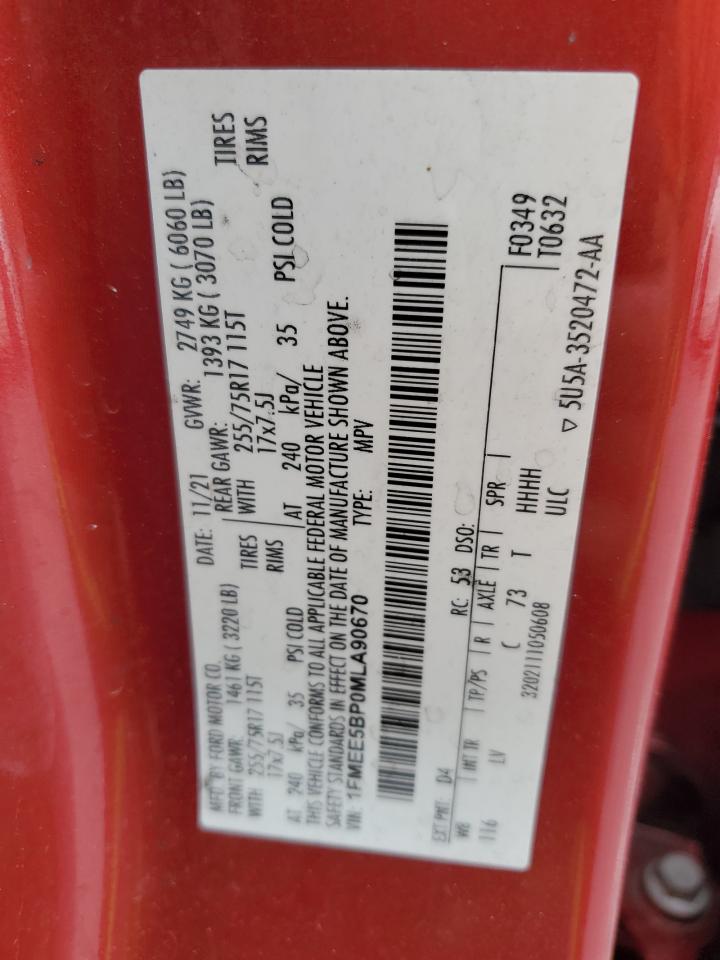 MFD. BY FORD MOTOR CO.
DATE: 11/21 GVWR: 2749 KG ( 6060 LB)
FRONT GAWR: 1461 KG ( 3220 LB) REAR GAWR: 1393 KG ( 3070 LB)
WITH 255/75R17 115T TIRES WITH 255/75R17 115T TIRES
17x7.5J RIMS 17x7.5J RIMS
AT 240 kPa/ 35 PSI COLD AT 240 kPa/ 35 PSI COLD
THIS VEHICLE CONFORMS TO ALL APPLICABLE FEDERAL MOTOR VEHICLE
SAFETY STANDARDS IN EFFECT ON THE DATE OF MANUFACTURE SHOWN ABOVE.
VIN: 1FMEE5BP0MLA90670 TYPE: MPV
EXT PNT: D4 RC: 53 DSO: F0349
WB INT TR TP/PS R AXLE TR SPR T0632
116 LV C 73 T HHHH
3202111050608 ULC
▽ 5U5A-3520472-AA